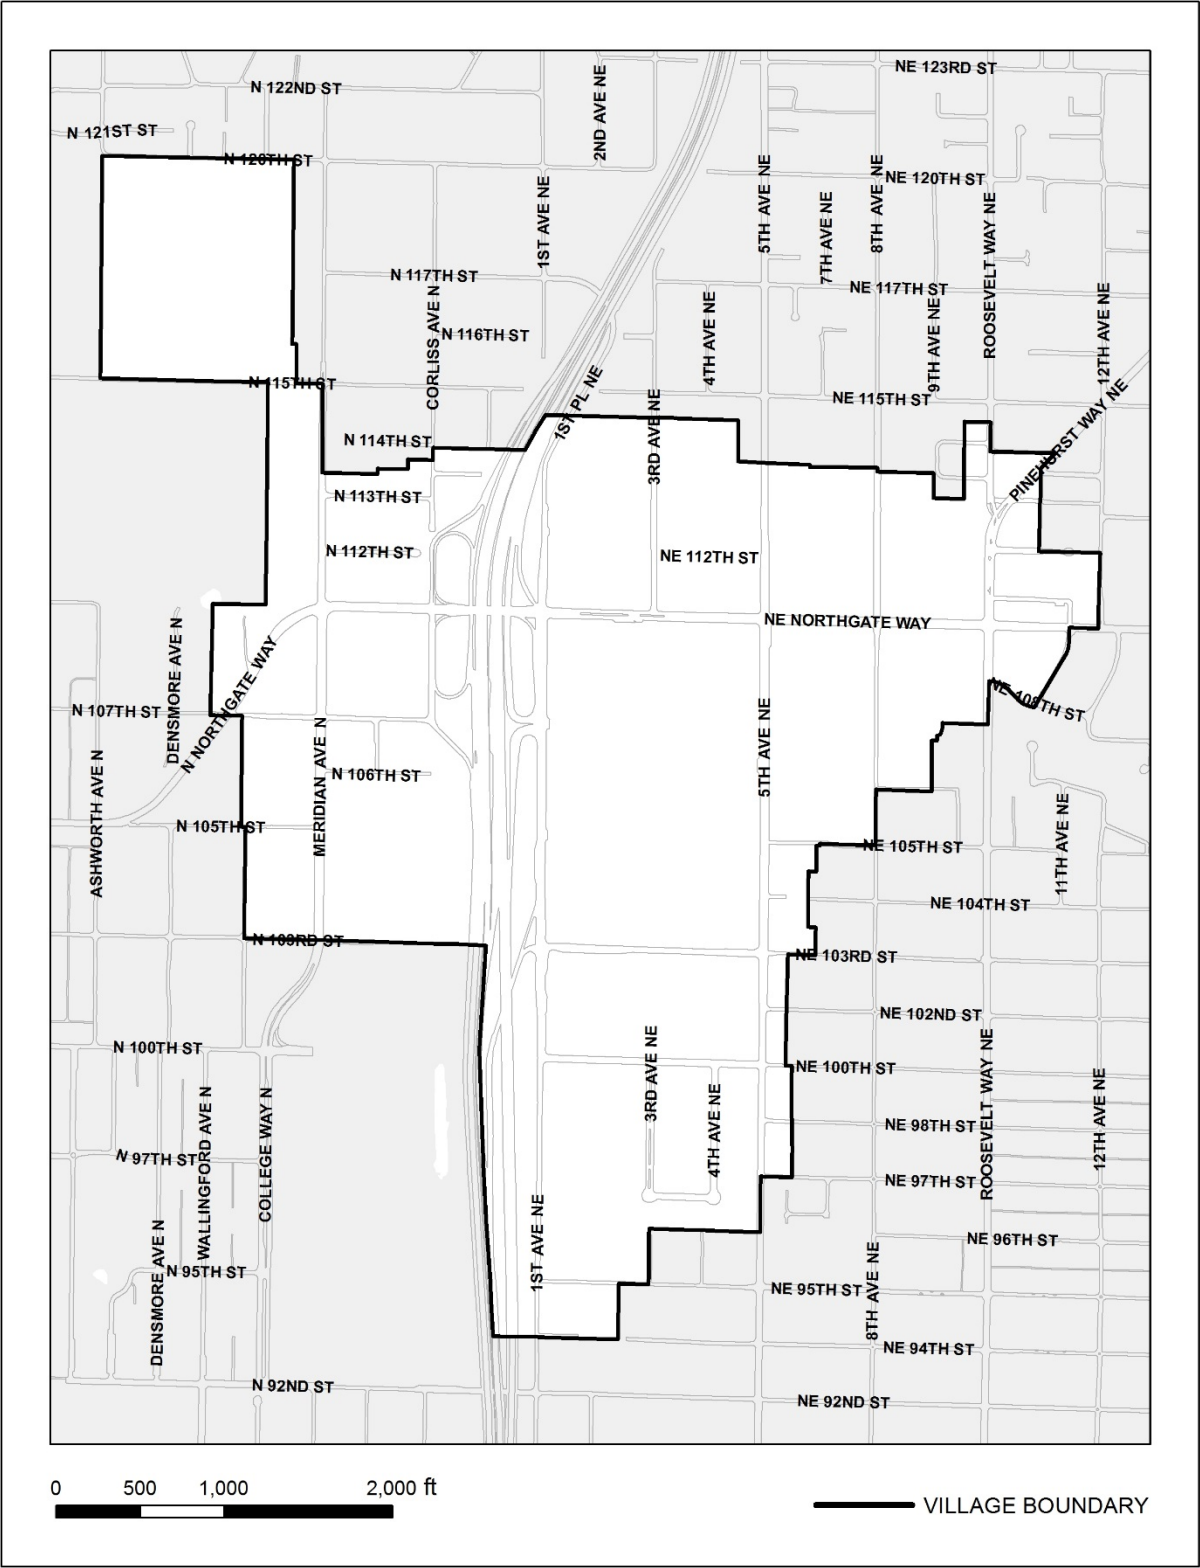 NE 123RD ST
N 122ND ST
2ND AVE NE
N 121ST ST
N 120TH ST
5TH AVE NE
8TH AVE NE
NE 120TH ST
1ST AVE NE
7TH AVE NE
ROOSEVELT WAY NE
N 117TH ST
NE 117TH ST
CORLISS AVE N
4TH AVE NE
9TH AVE NE
12TH AVE NE
N 116TH ST
N 115TH ST
1ST PL NE
NE 115TH ST
3RD AVE NE
PINEHURST WAY NE
N 114TH ST
N 113TH ST
N 112TH ST
NE 112TH ST
NE NORTHGATE WAY
DENSMORE AVE N
N NORTHGATE WAY
NE 108TH ST
N 107TH ST
5TH AVE NE
MERIDIAN AVE N
N 106TH ST
ASHWORTH AVE N
N 105TH ST
11TH AVE NE
NE 105TH ST
NE 104TH ST
N 103RD ST
NE 103RD ST
NE 102ND ST
N 100TH ST
3RD AVE NE
ROOSEVELT WAY NE
NE 100TH ST
4TH AVE NE
12TH AVE NE
WALLINGFORD AVE N
COLLEGE WAY N
NE 98TH ST
N 97TH ST
NE 97TH ST
1ST AVE NE
DENSMORE AVE N
NE 96TH ST
8TH AVE NE
N 95TH ST
NE 95TH ST
NE 94TH ST
N 92ND ST
NE 92ND ST
0 500 1,000 2,000 ft
VILLAGE BOUNDARY